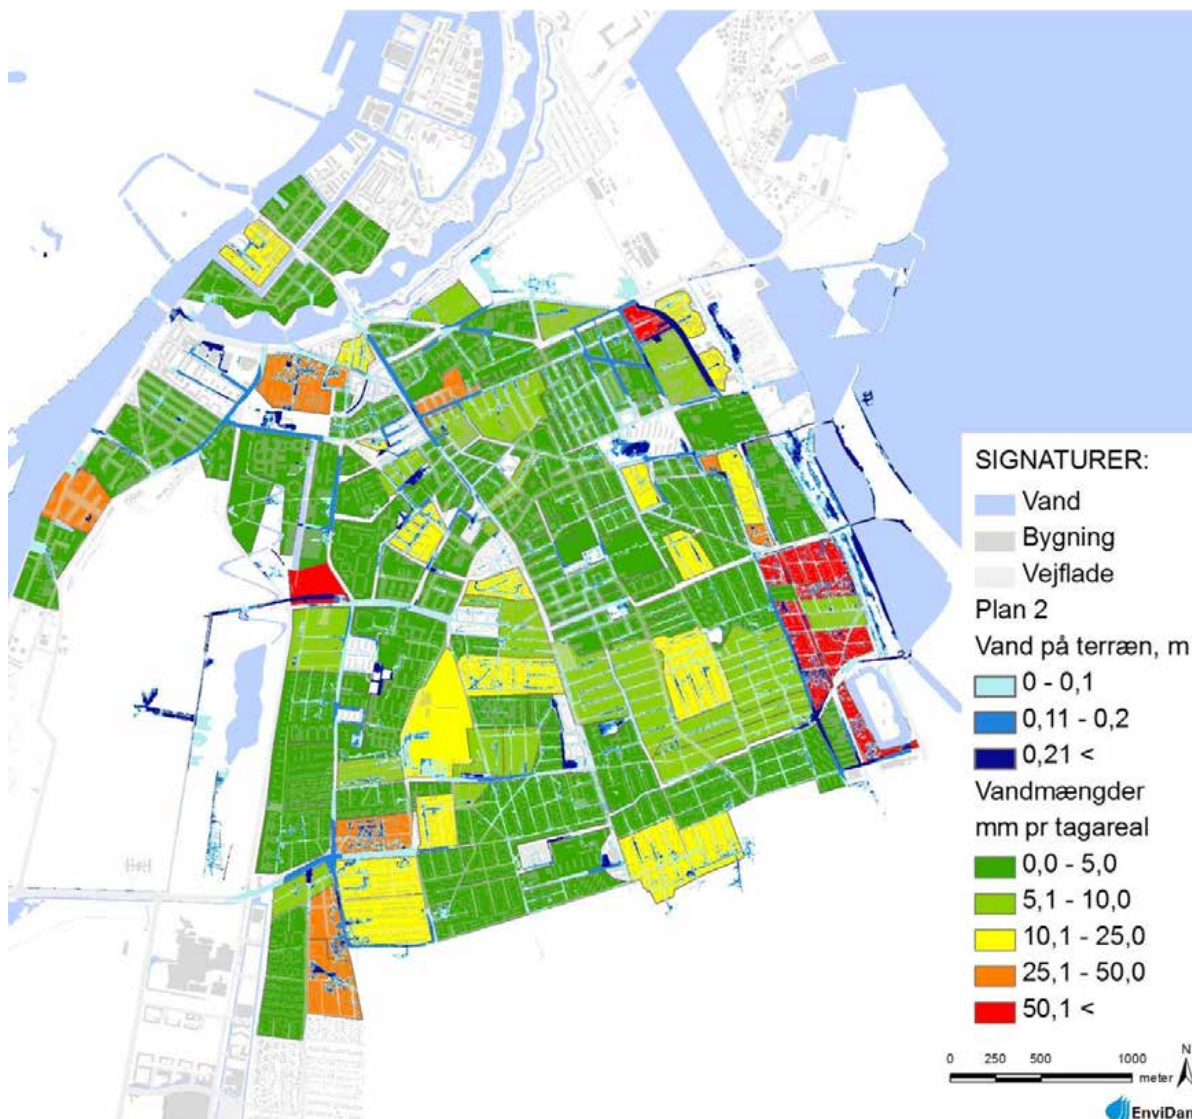 SIGNATURER:
Vand
Bygning
Vejflade
Plan 2
Vand på terræn, m
0 - 0,1
0,11 - 0,2
0,21 <
Vandmængder
mm pr tagareal
0,0 - 5,0
5,1 - 10,0
10,1 - 25,0
25,1 - 50,0
50,1 <
0 250 500 1000
meter
N
EnviDan